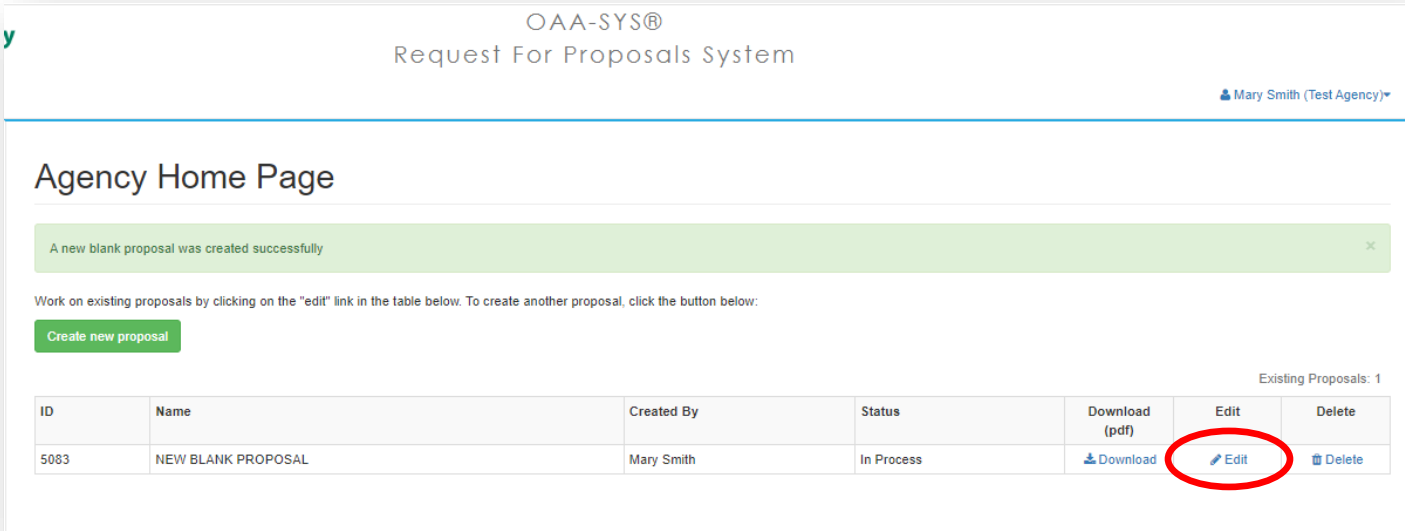 OAA-SYS®
y
Request For Proposals System
Mary Smith (Test Agency)
Agency Home Page
A new blank proposal was created successfully ×
Work on existing proposals by clicking on the "edit" link in the table below. To create another proposal, click the button below:
Create new proposal
Existing Proposals: 1
ID Name Created By Status Download (pdf) Edit Delete
5083 NEW BLANK PROPOSAL Mary Smith In Process Download Edit Delete